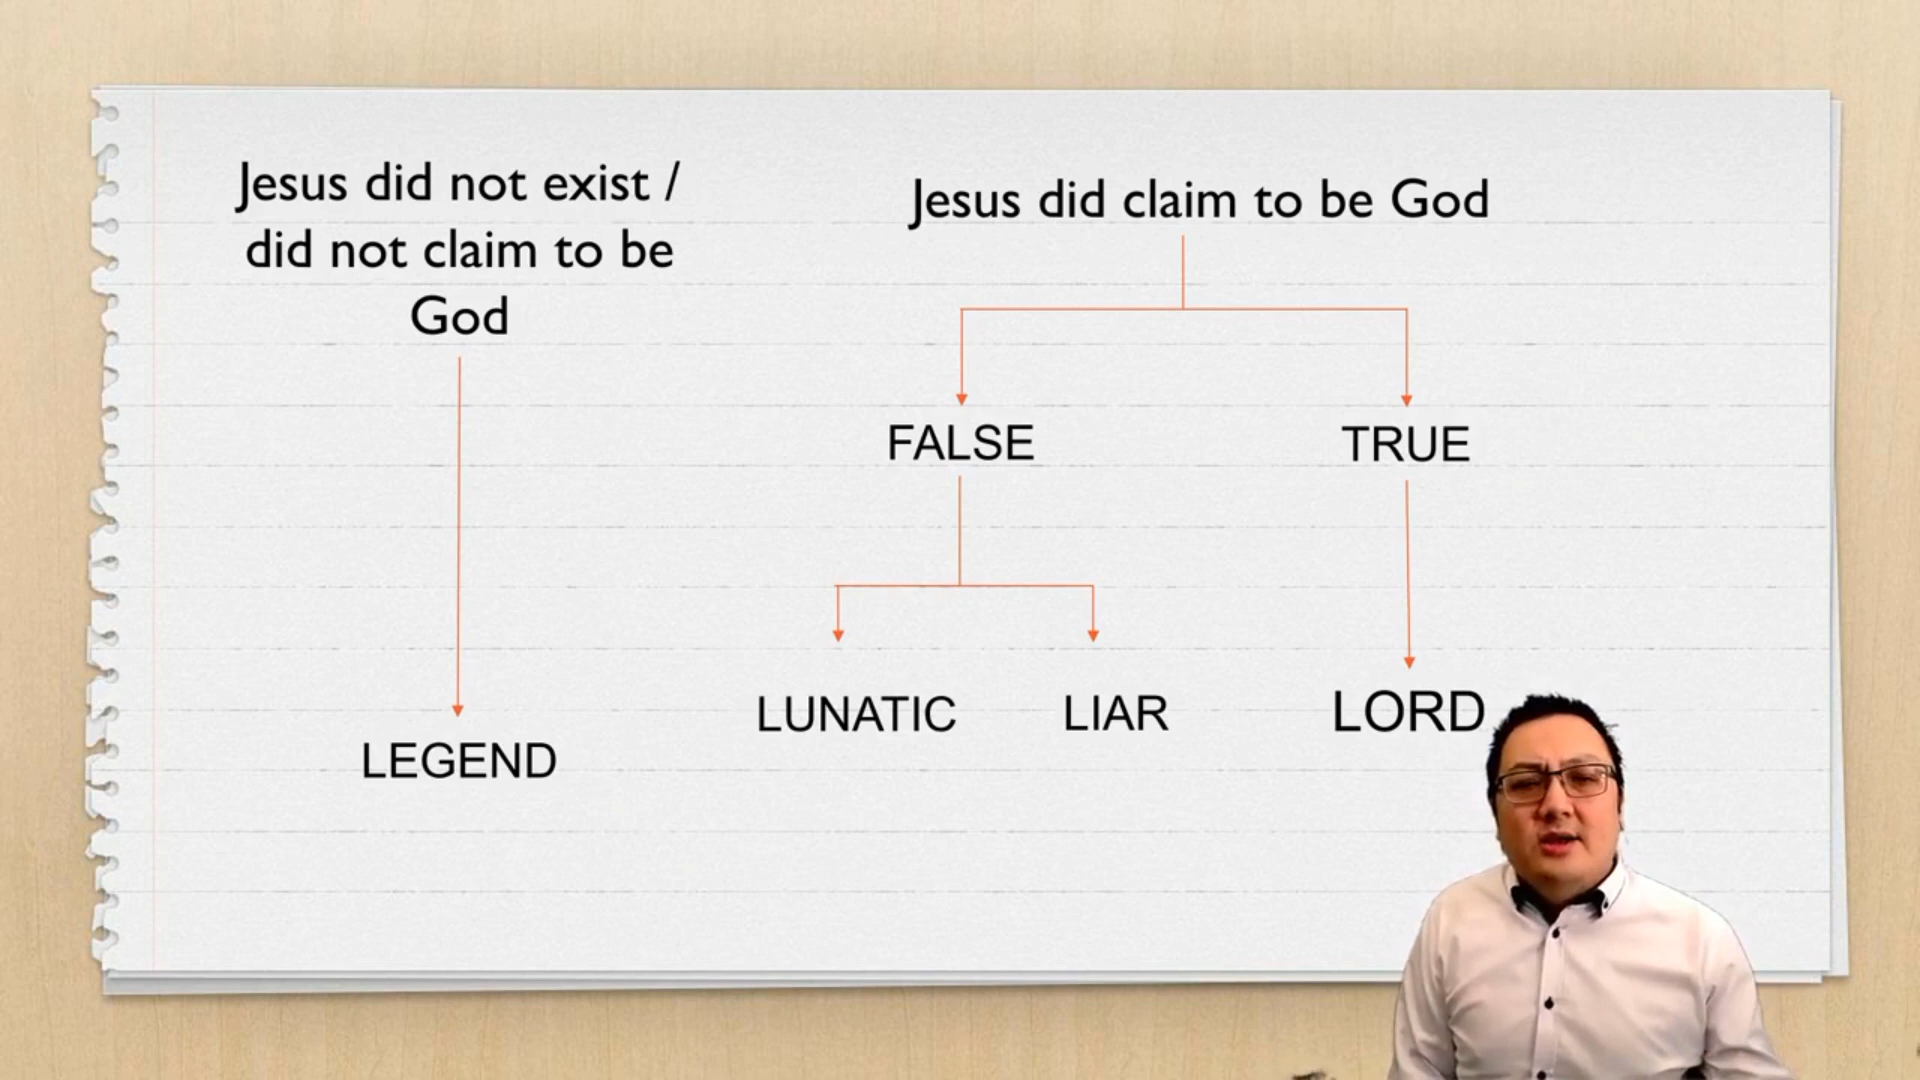 Jesus did not exist /
did not claim to be
God
LEGEND
Jesus did claim to be God
FALSE
TRUE
LUNATIC
LIAR
LORD